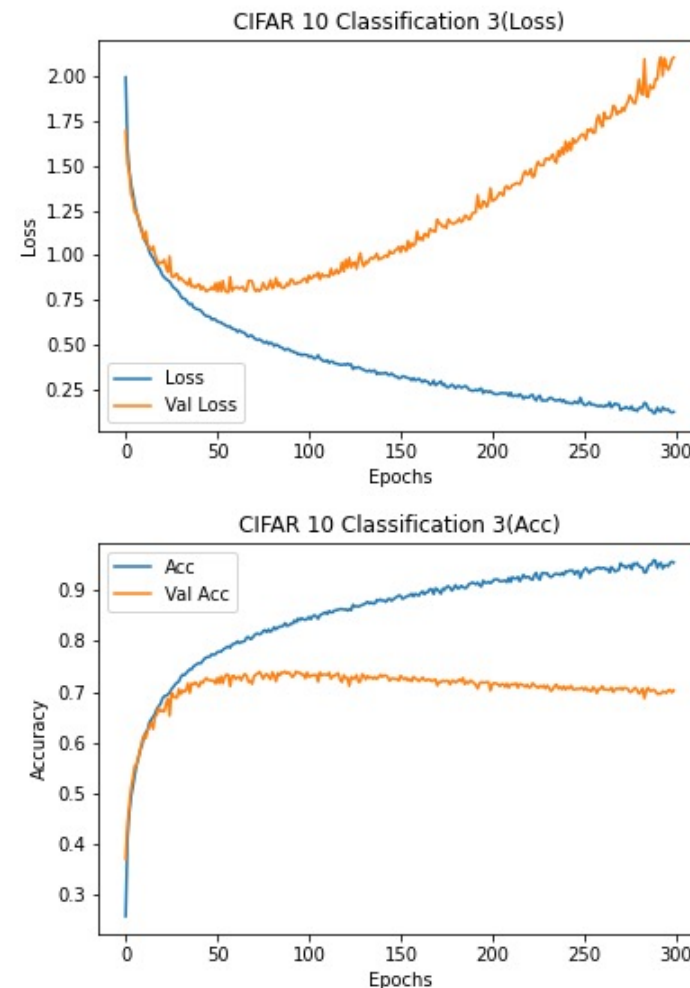 CIFAR 10 Classification 3(Loss)
2.00
1.75
1.50
1.25
1.00
0.75
0.50
0.25
Loss
Loss
Val Loss
0 50 100 150 200 250 300
Epochs
CIFAR 10 Classification 3(Acc)
Acc
Val Acc
0.9
0.8
0.7
0.6
0.5
0.4
0.3
Accuracy
0 50 100 150 200 250 300
Epochs